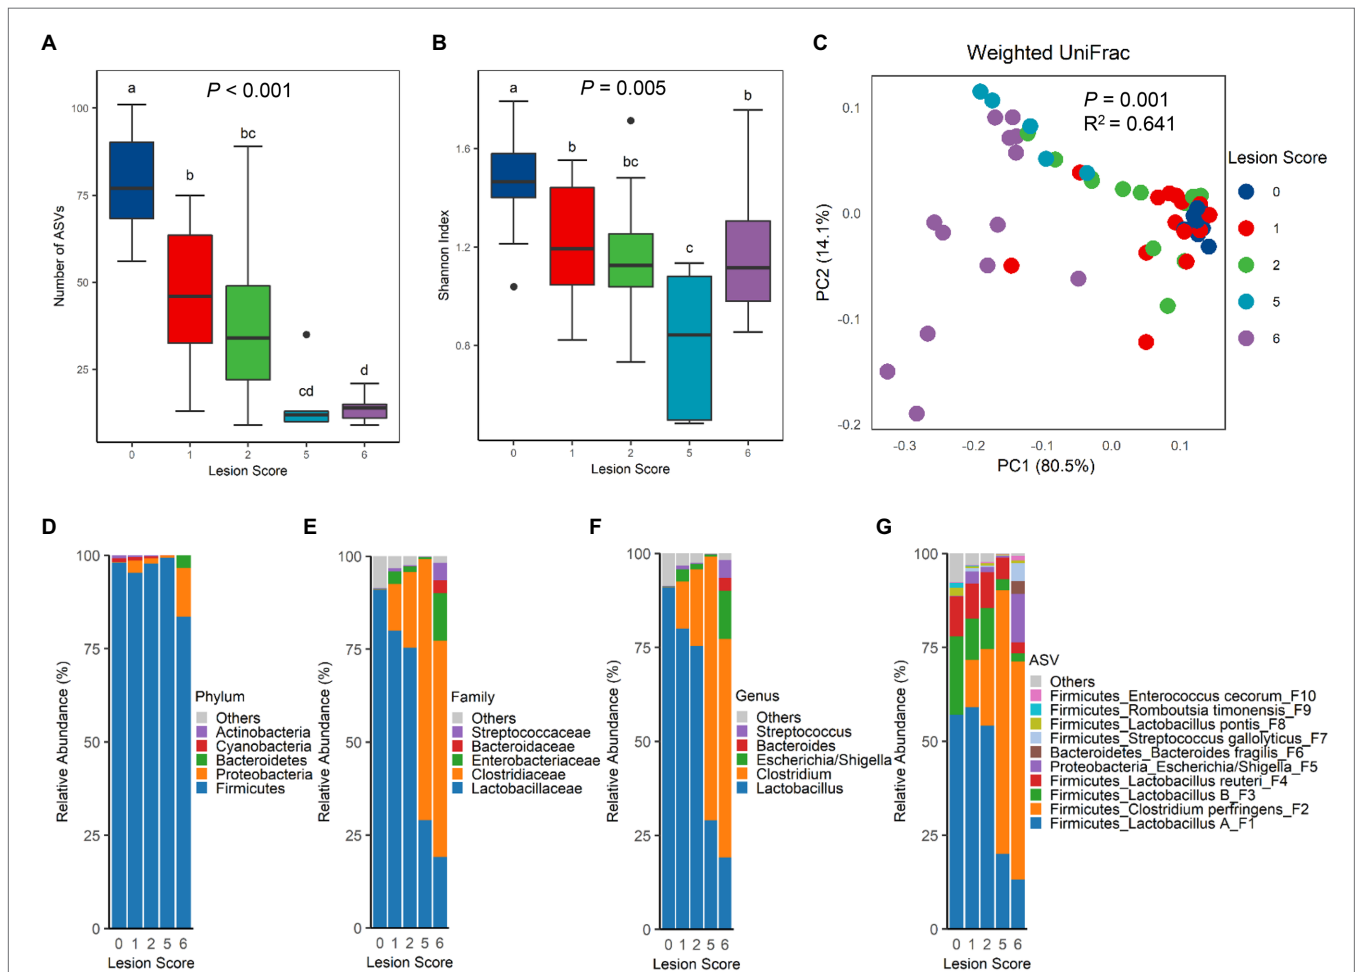 A
P < 0.001
a
b
bc
cd
d
Number of ASVs
100
75
50
25
0
1
2
5
6
Lesion Score
B
P = 0.005
a
b
bc
c
b
Shannon Index
1.6
1.2
0.8
0
1
2
5
6
Lesion Score
C
Weighted UniFrac
P = 0.001
R² = 0.641
PC2 (14.1%)
0.1
0.0
-0.1
-0.2
-0.3
-0.2
-0.1
0.0
0.1
PC1 (80.5%)
Lesion Score
0
1
2
5
6
D
Relative Abundance (%)
100
75
50
25
0
0 1 2 5 6
Lesion Score
Phylum
Others
Actinobacteria
Cyanobacteria
Bacteroidetes
Proteobacteria
Firmicutes
E
Relative Abundance (%)
100
75
50
25
0
0 1 2 5 6
Lesion Score
Family
Others
Streptococcaceae
Bacteroidaceae
Enterobacteriaceae
Clostridiaceae
Lactobacillaceae
F
Relative Abundance (%)
100
75
50
25
0
0 1 2 5 6
Lesion Score
Genus
Others
Streptococcus
Bacteroides
Escherichia/Shigella
Clostridium
Lactobacillus
G
Relative Abundance (%)
100
75
50
25
0
0 1 2 5 6
Lesion Score
ASV
Others
Firmicutes_Enterococcus cecorum_F10
Firmicutes_Romboutsia timonensis_F9
Firmicutes_Lactobacillus pontis_F8
Firmicutes_Streptococcus gallolyticus_F7
Bacteroidetes_Bacteroides fragilis_F6
Proteobacteria_Escherichia/Shigella_F5
Firmicutes_Lactobacillus reuteri_F4
Firmicutes_Lactobacillus B_F3
Firmicutes_Clostridium perfringens_F2
Firmicutes_Lactobacillus A_F1